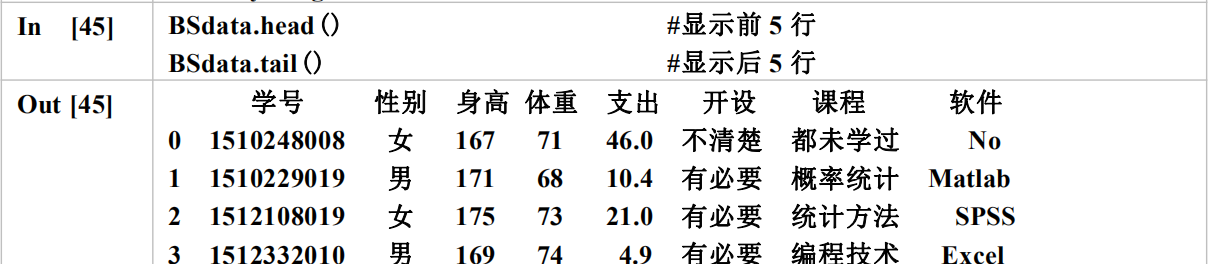 In [45] BSdata.head() #显示前 5 行
BSdata.tail() #显示后 5 行
Out [45] 学号 性别 身高 体重 支出 开设 课程 软件
0 1510248008 女 167 71 46.0 不清楚 都未学过 No
1 1510229019 男 171 68 10.4 有必要 概率统计 Matlab
2 1512108019 女 175 73 21.0 有必要 统计方法 SPSS
3 1512332010 男 169 74 4.9 有必要 编程技术 Excel